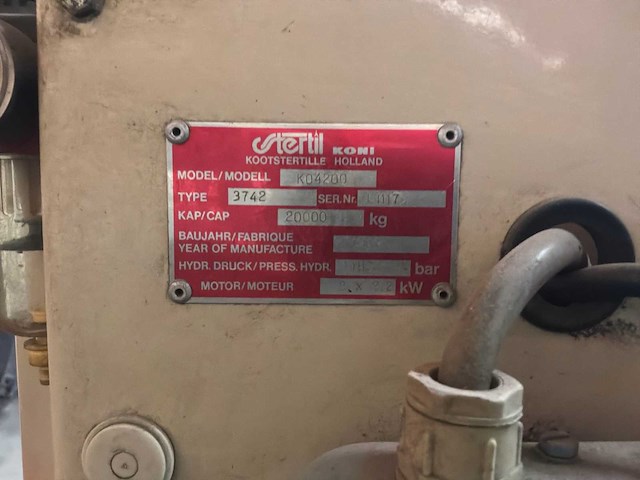 Stertil KONI
KOOTSTERTILLE HOLLAND
MODEL/MODELL KO4200
TYPE 3742 SER.Nr.
KAP/CAP 20000 kg
BAUJAHR/FABRIQUE
YEAR OF MANUFACTURE
HYDR. DRUCK/PRESS. HYDR. bar
MOTOR/MOTEUR kW